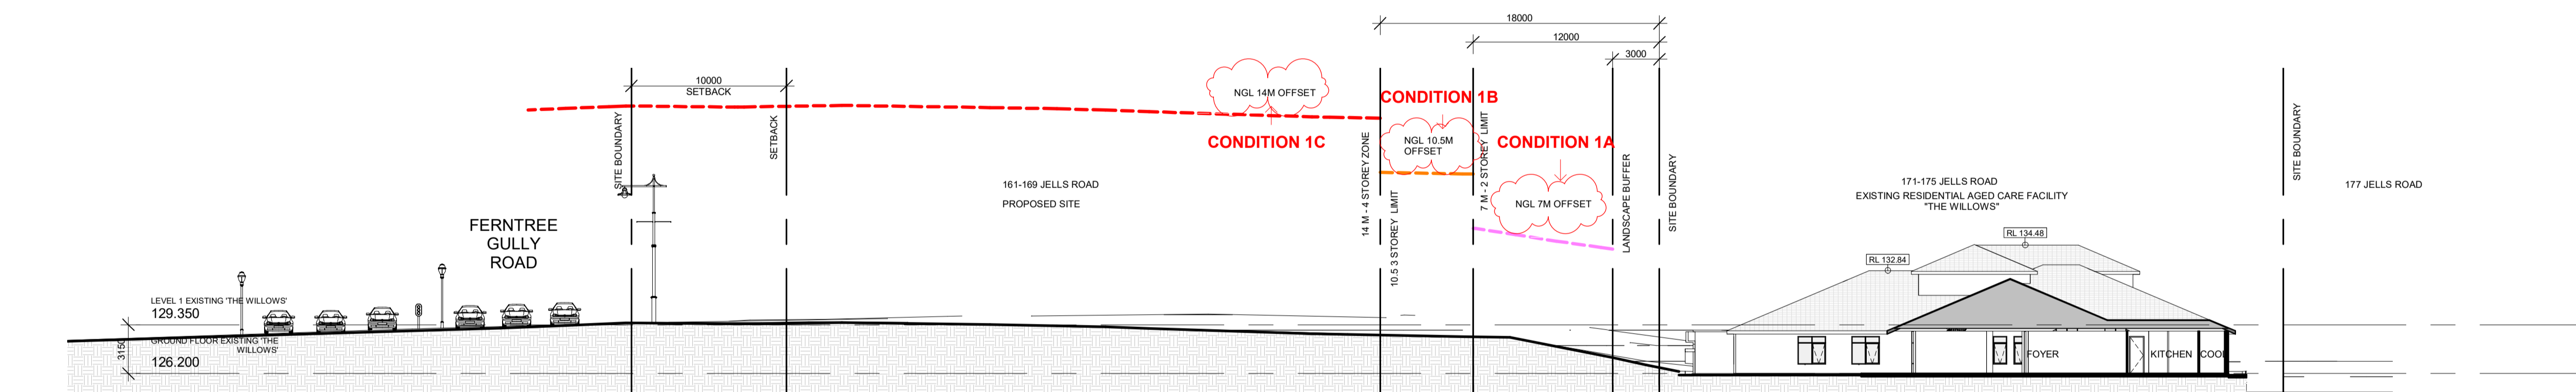 18000
12000
3000
10000
SETBACK
NGL 14M OFFSET
CONDITION 1B
CONDITION 1C
NGL 10.5M
OFFSET
CONDITION 1A
NGL 7M OFFSET
SITE BOUNDARY
SETBACK
14 M - 4 STOREY ZONE
10.5 3 STOREY LIMIT
7 M - 2 STOREY LIMIT
LANDSCAPE BUFFER
SITE BOUNDARY
SITE BOUNDARY
161-169 JELLS ROAD
PROPOSED SITE
171-175 JELLS ROAD
EXISTING RESIDENTIAL AGED CARE FACILITY
"THE WILLOWS"
177 JELLS ROAD
FERNTREE
GULLY
ROAD
RL 134.48
RL 132.84
LEVEL 1 EXISTING 'THE WILLOWS'
129.350
3150
GROUND FLOOR EXISTING 'THE
WILLOWS'
126.200
FOYER
KITCHEN
COOL